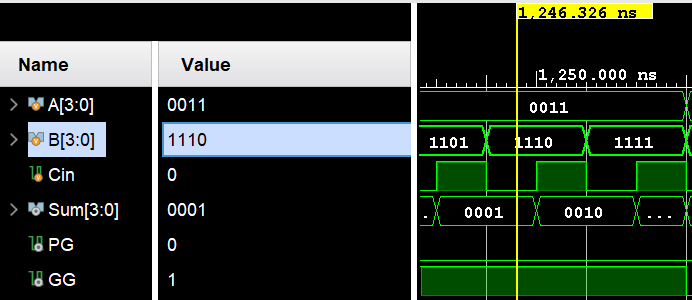 1,246.326 ns
Name Value
1,250.000 ns
A[3:0] 0011 0011
B[3:0] 1110 1101 1110 1111
Cin 0
Sum[3:0] 0001 . 0001 0010 ...
PG 0
GG 1